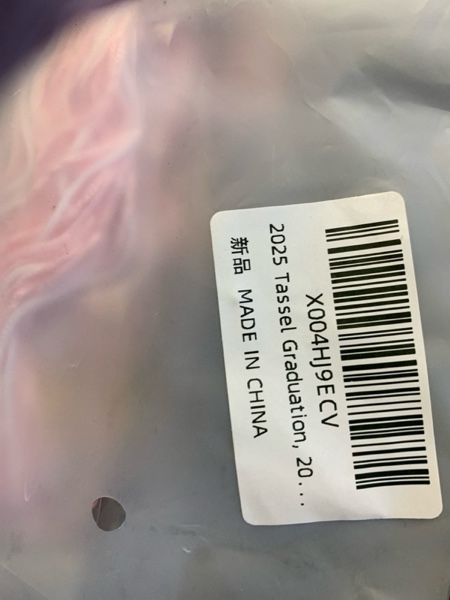 X004HJ9ECV
2025 Tassel Graduation, 20...
新品 MADE IN CHINA